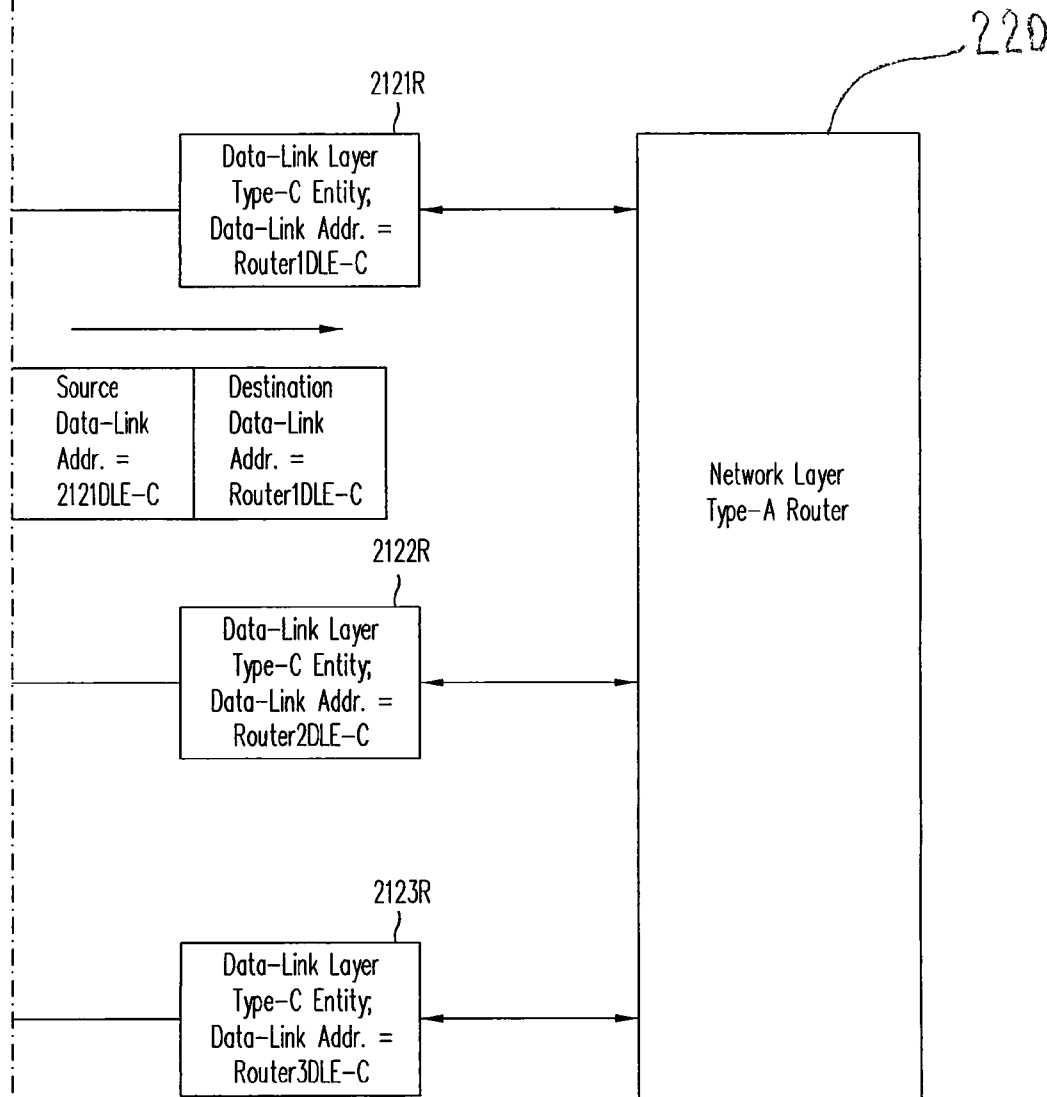 220
2121R
Data-Link Layer
Type-C Entity;
Data-Link Addr. =
Router1DLE-C
Source
Data-Link
Addr. =
2121DLE-C
Destination
Data-Link
Addr. =
Router1DLE-C
Network Layer
Type-A Router
2122R
Data-Link Layer
Type-C Entity;
Data-Link Addr. =
Router2DLE-C
2123R
Data-Link Layer
Type-C Entity;
Data-Link Addr. =
Router3DLE-C